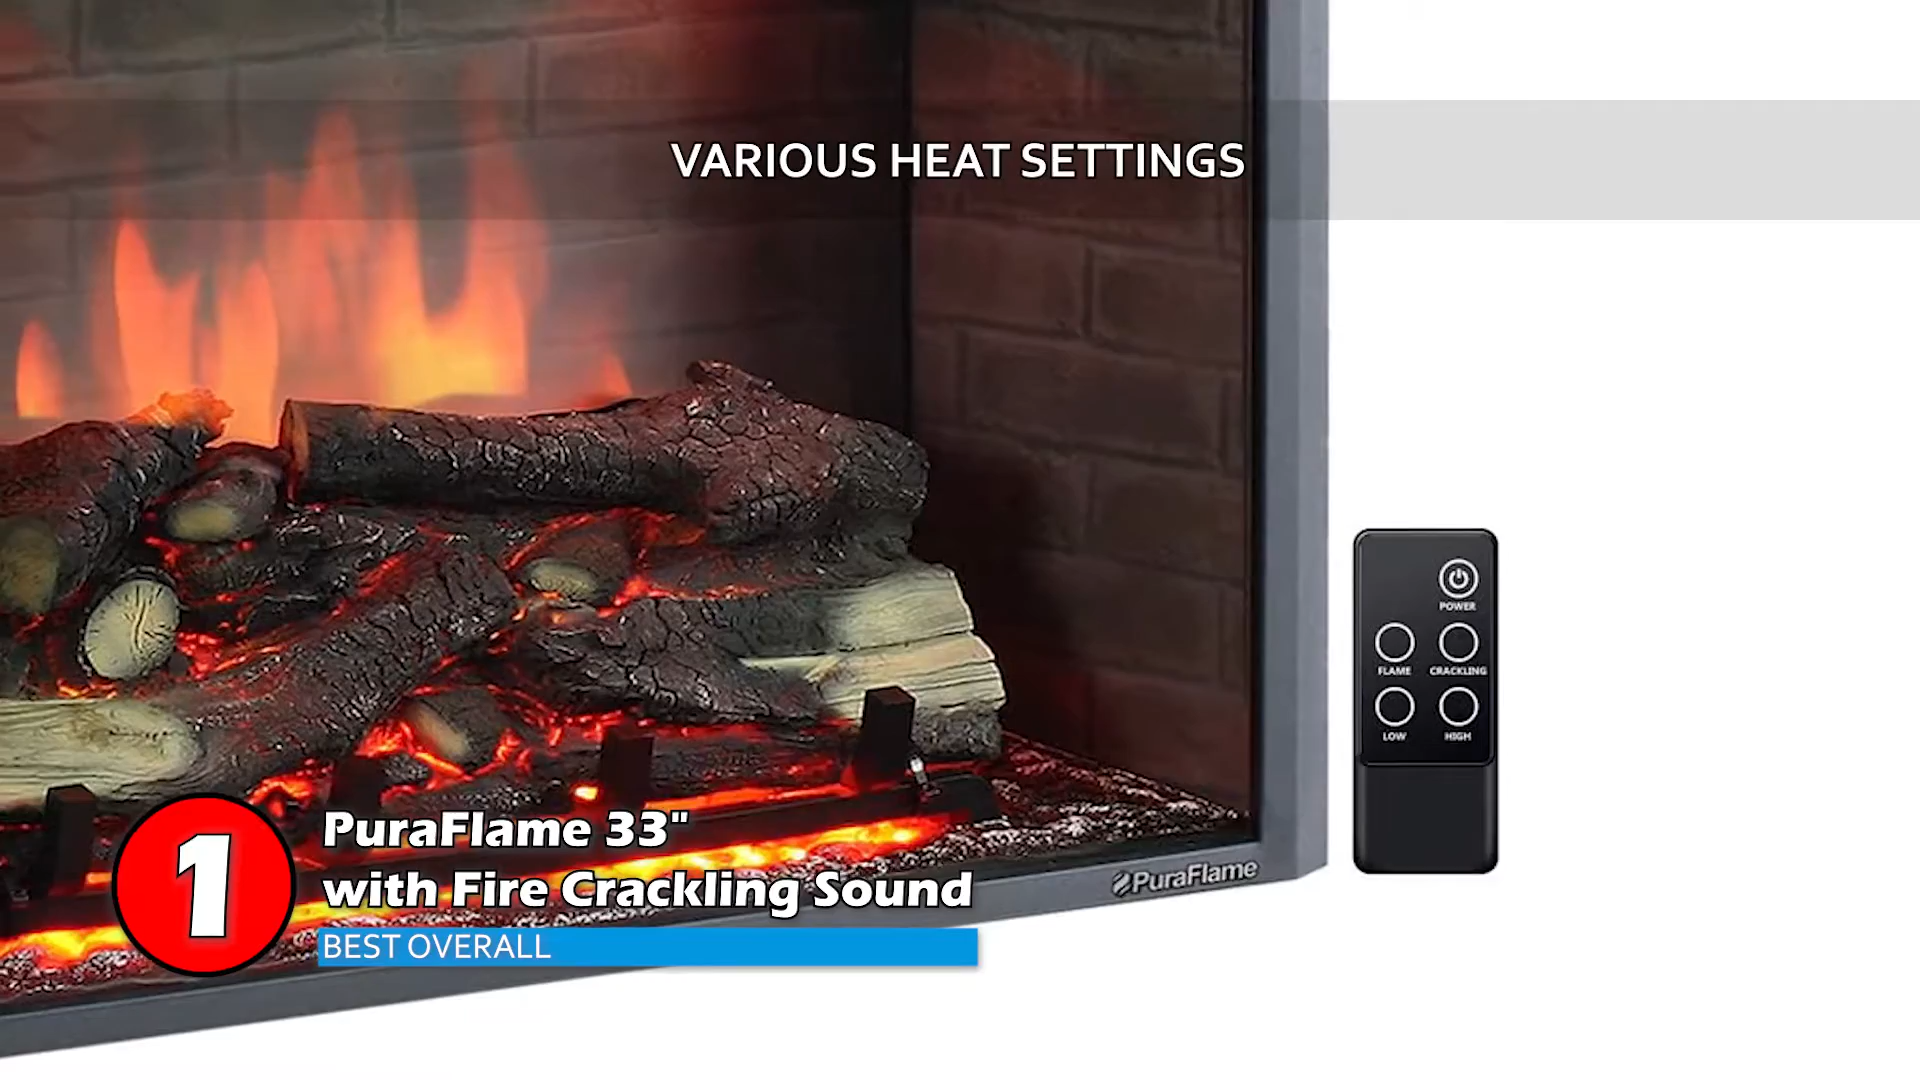 VARIOUS HEAT SETTINGS
POWER
FLAME CRACKLING
LOW HIGH
PuraFlame
1
PuraFlame 33"
with Fire Crackling Sound
BEST OVERALL